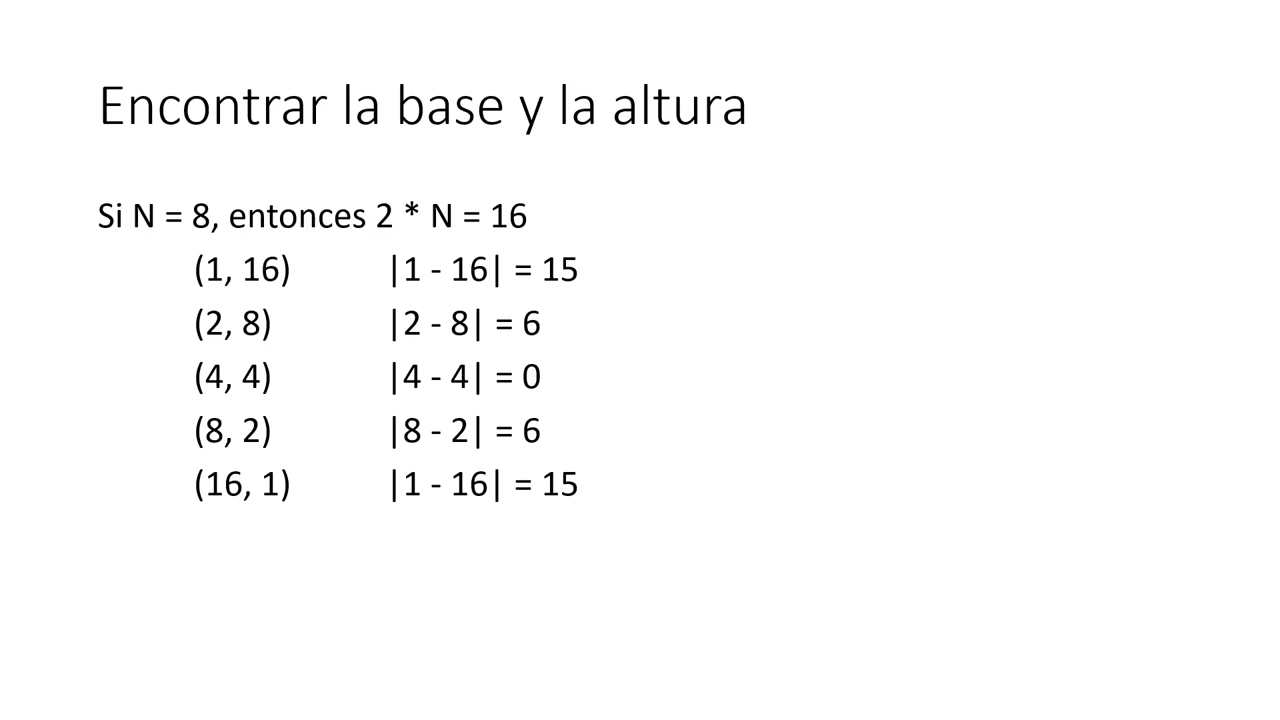 Encontrar la base y la altura
Si N = 8, entonces 2 * N = 16
(1, 16) |1 - 16| = 15
(2, 8) |2 - 8| = 6
(4, 4) |4 - 4| = 0
(8, 2) |8 - 2| = 6
(16, 1) |1 - 16| = 15